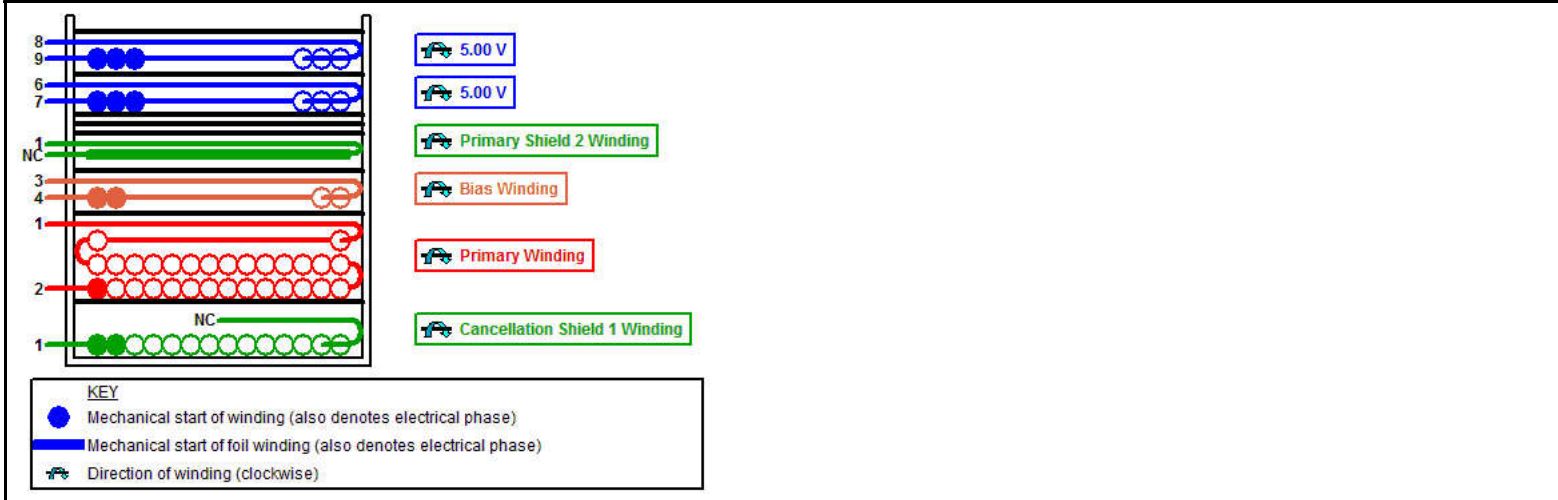 8
9
5.00 V
6
7
5.00 V
1
NC
Primary Shield 2 Winding
3
4
Bias Winding
1
2
Primary Winding
NC
1
Cancellation Shield 1 Winding
KEY
Mechanical start of winding (also denotes electrical phase)
Mechanical start of foil winding (also denotes electrical phase)
Direction of winding (clockwise)